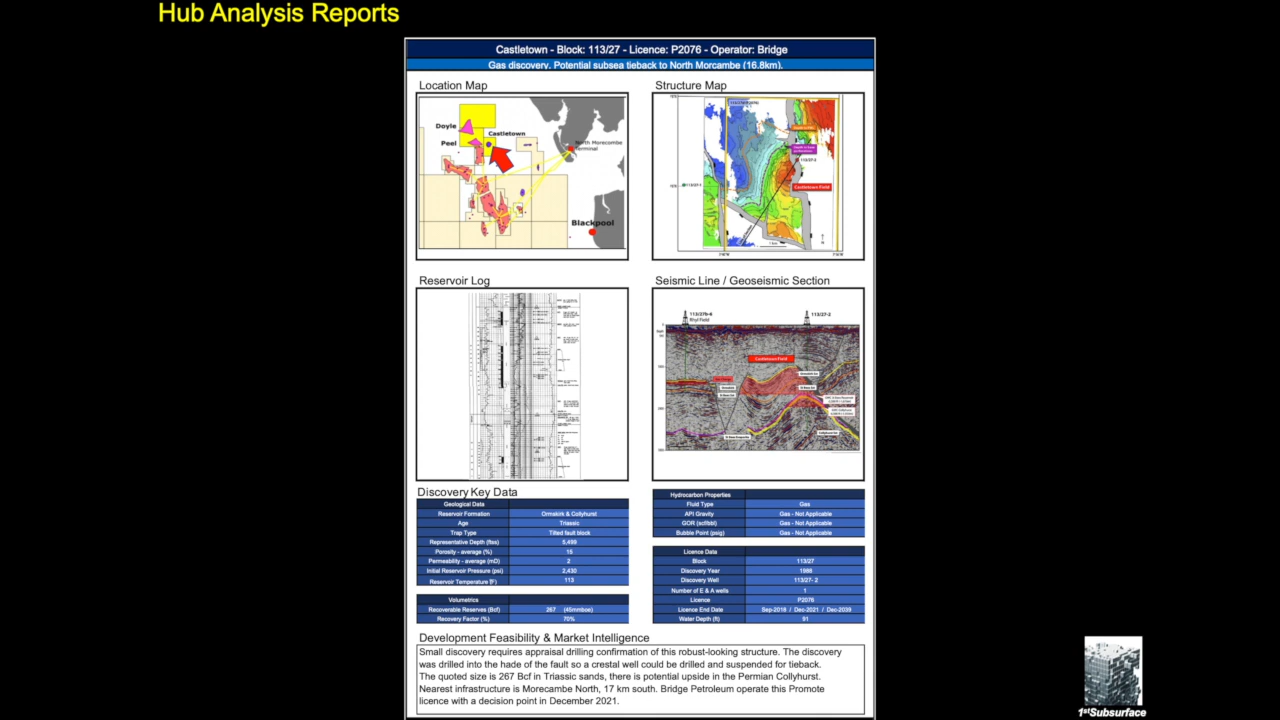 Hub Analysis Reports
Castletown - Block: 113/27 - Licence: P2076 - Operator: Bridge
Gas discovery. Potential subsea tieback to North Morcambe (16.8km).
Location Map
Structure Map
Doyle
Castletown
Peel
North Morecombe
Terminal
Blackpool
113/27-2
Castletown Field
Reservoir Log
Seismic Line / Geoseismic Section
113/27b-6
Rhyl Field
113/27-2
Castletown Field
Discovery Key Data
Geological Data
Reservoir Formation Ormskirk & Collyhurst
Age Triassic
Trap Type Tilted fault block
Representative Depth (ftss) 5,499
Porosity - average (%) 15
Permeability - average (mD) 2
Initial Reservoir Pressure (psi) 2,430
Reservoir Temperature (°F) 113
Volumetrics
Recoverable Reserves (Bcf) 267 (45mmboe)
Recovery Factor (%) 70%
Hydrocarbon Properties
Fluid Type Gas
API Gravity Gas - Not Applicable
GOR (scf/bbl) Gas - Not Applicable
Bubble Point (psig) Gas - Not Applicable
Licence Data
Block 113/27
Discovery Year 1988
Discovery Well 113/27- 2
Number of E & A wells 1
Licence P2076
Licence End Date Sep-2018 / Dec-2021 / Dec-2039
Water Depth (ft) 91
Development Feasibility & Market Intelligence
Small discovery requires appraisal drilling confirmation of this robust-looking structure. The discovery
was drilled into the hade of the fault so a crestal well could be drilled and suspended for tieback.
The quoted size is 267 Bcf in Triassic sands, there is potential upside in the Permian Collyhurst.
Nearest infrastructure is Morecambe North, 17 km south. Bridge Petroleum operate this Promote
licence with a decision point in December 2021.
1stSubsurface